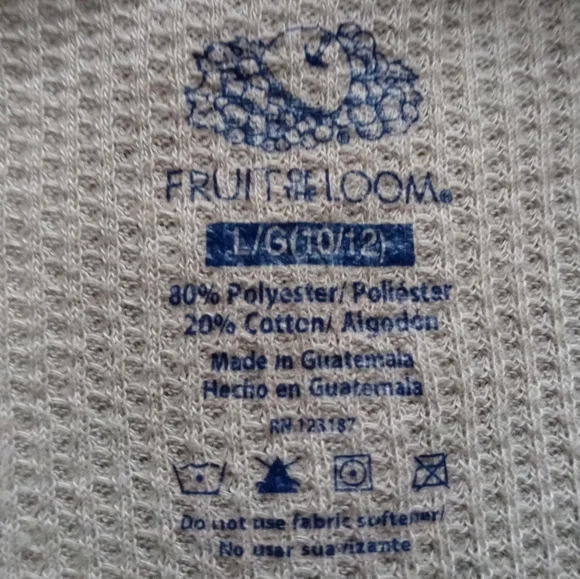 FRUIT OF THE LOOM®
L/G(10/12)
80% Polyester/ Poliéster
20% Cotton/ Algodón
Made in Guatemala
Hecho en Guatemala
RN 123187
Do not use fabric softener/
No usar suavizante